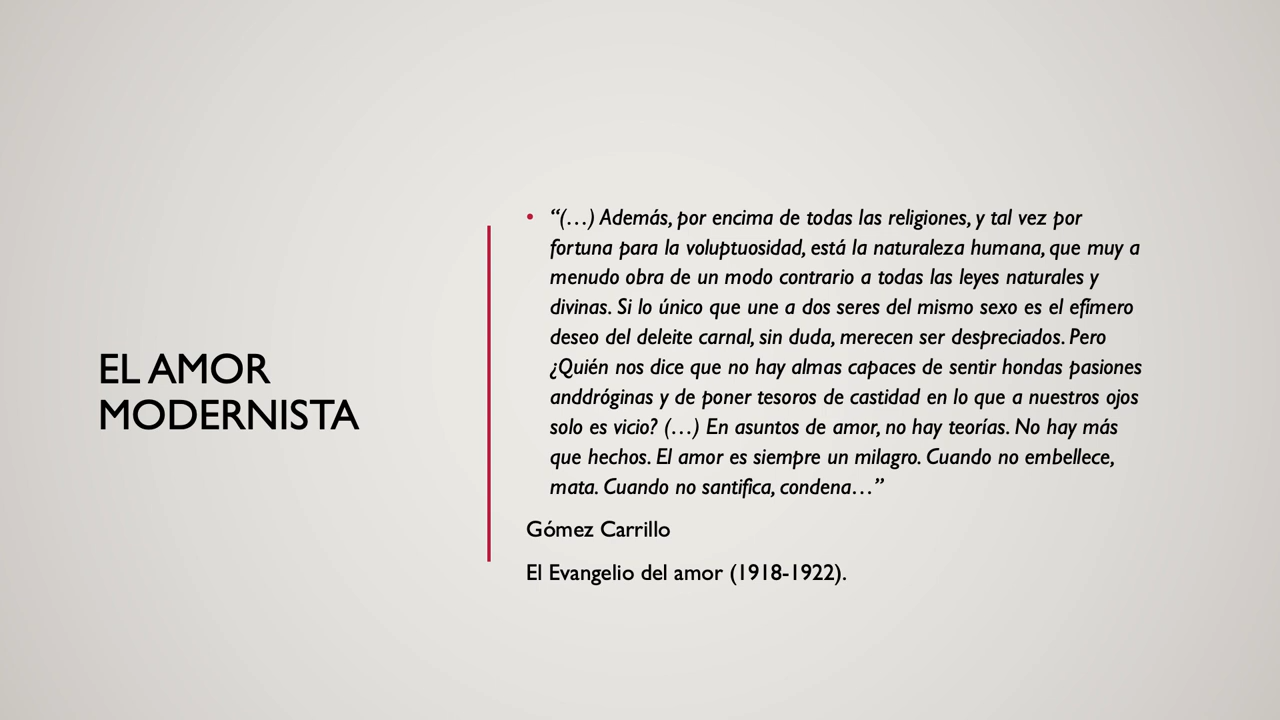 EL AMOR
MODERNISTA
• “(…) Además, por encima de todas las religiones, y tal vez por
fortuna para la voluptuosidad, está la naturaleza humana, que muy a
menudo obra de un modo contrario a todas las leyes naturales y
divinas. Si lo único que une a dos seres del mismo sexo es el efímero
deseo del deleite carnal, sin duda, merecen ser despreciados. Pero
¿Quién nos dice que no hay almas capaces de sentir hondas pasiones
anddróginas y de poner tesoros de castidad en lo que a nuestros ojos
solo es vicio? (…) En asuntos de amor, no hay teorías. No hay más
que hechos. El amor es siempre un milagro. Cuando no embellece,
mata. Cuando no santifica, condena…”
Gómez Carrillo
El Evangelio del amor (1918-1922).